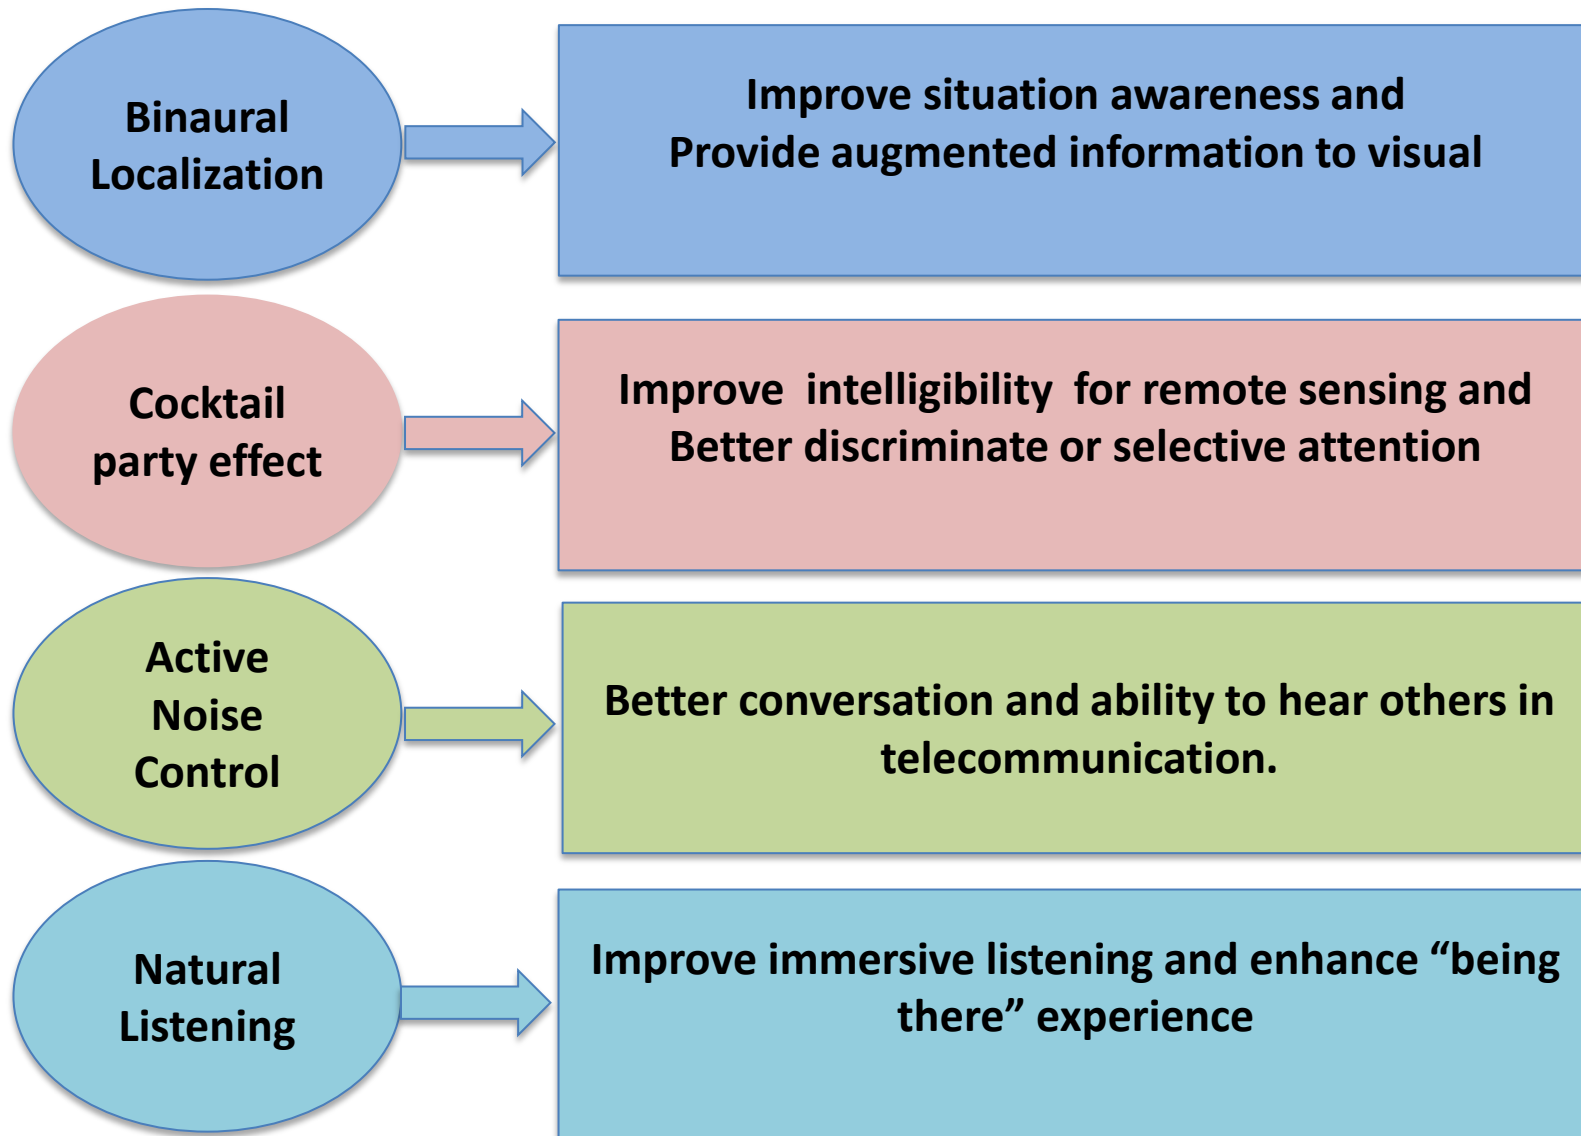 Binaural
Localization
Improve situation awareness and
Provide augmented information to visual
Cocktail
party effect
Improve  intelligibility  for remote sensing and
Better discriminate or selective attention
Active
Noise
Control
Better conversation and ability to hear others in
telecommunication.
Natural
Listening
Improve immersive listening and enhance “being
there” experience